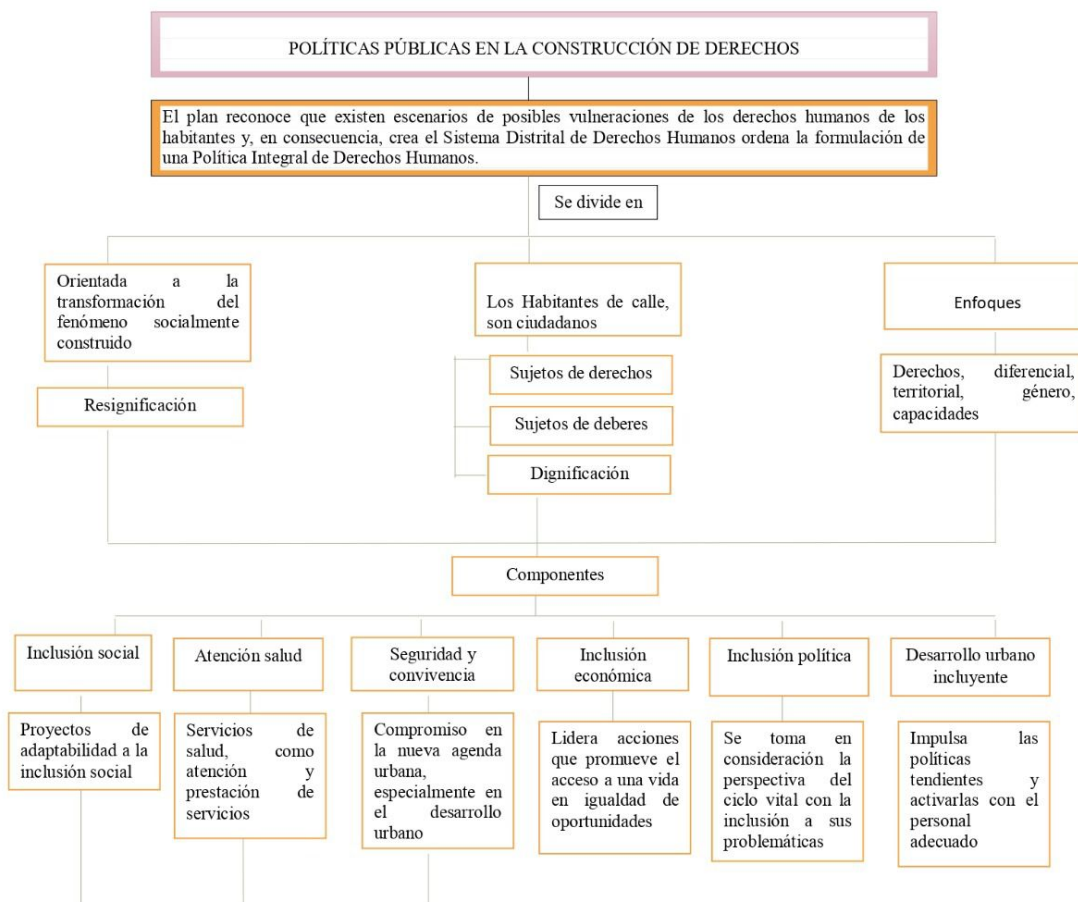 POLÍTICAS PÚBLICAS EN LA CONSTRUCCIÓN DE DERECHOS
El plan reconoce que existen escenarios de posibles vulneraciones de los derechos humanos de los
habitantes y, en consecuencia, crea el Sistema Distrital de Derechos Humanos ordena la formulación de
una Política Integral de Derechos Humanos.
Se divide en
Orientada a la
transformación del
fenómeno socialmente
construido
Resignificación
Los Habitantes de calle,
son ciudadanos
Sujetos de derechos
Sujetos de deberes
Dignificación
Enfoques
Derechos, diferencial,
territorial, género,
capacidades
Componentes
Inclusión social
Proyectos de
adaptabilidad a la
inclusión social
Atención salud
Servicios de
salud, como
atención y
prestación de
servicios
Seguridad y
convivencia
Compromiso en
la nueva agenda
urbana,
especialmente en
el desarrollo
urbano
Inclusión
económica
Lidera acciones
que promueve el
acceso a una vida
en igualdad de
oportunidades
Inclusión política
Se toma en
consideración la
perspectiva del
ciclo vital con la
inclusión a sus
problemáticas
Desarrollo urbano
incluyente
Impulsa las
políticas
tendientes y
activarlas con el
personal
adecuado